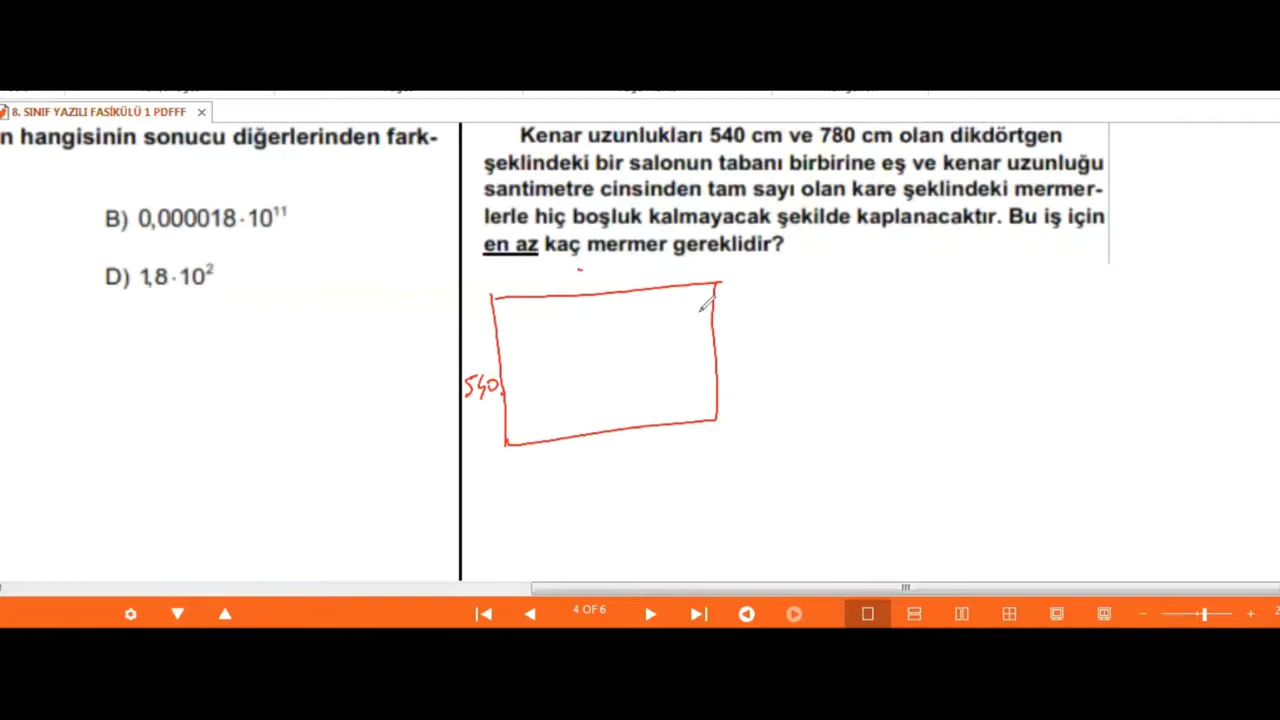 8. SINIF YAZILI FASİKÜLÜ 1 PDFFF
n hangisinin sonucu diğerlerinden fark-
B) 0,000018 · 10¹¹
D) 1,8 · 10²
Kenar uzunlukları 540 cm ve 780 cm olan dikdörtgen
şeklindeki bir salonun tabanı birbirine eş ve kenar uzunluğu
santimetre cinsinden tam sayı olan kare şeklindeki mermer-
lerle hiç boşluk kalmayacak şekilde kaplanacaktır. Bu iş için
en az kaç mermer gereklidir?
540
4 OF 6